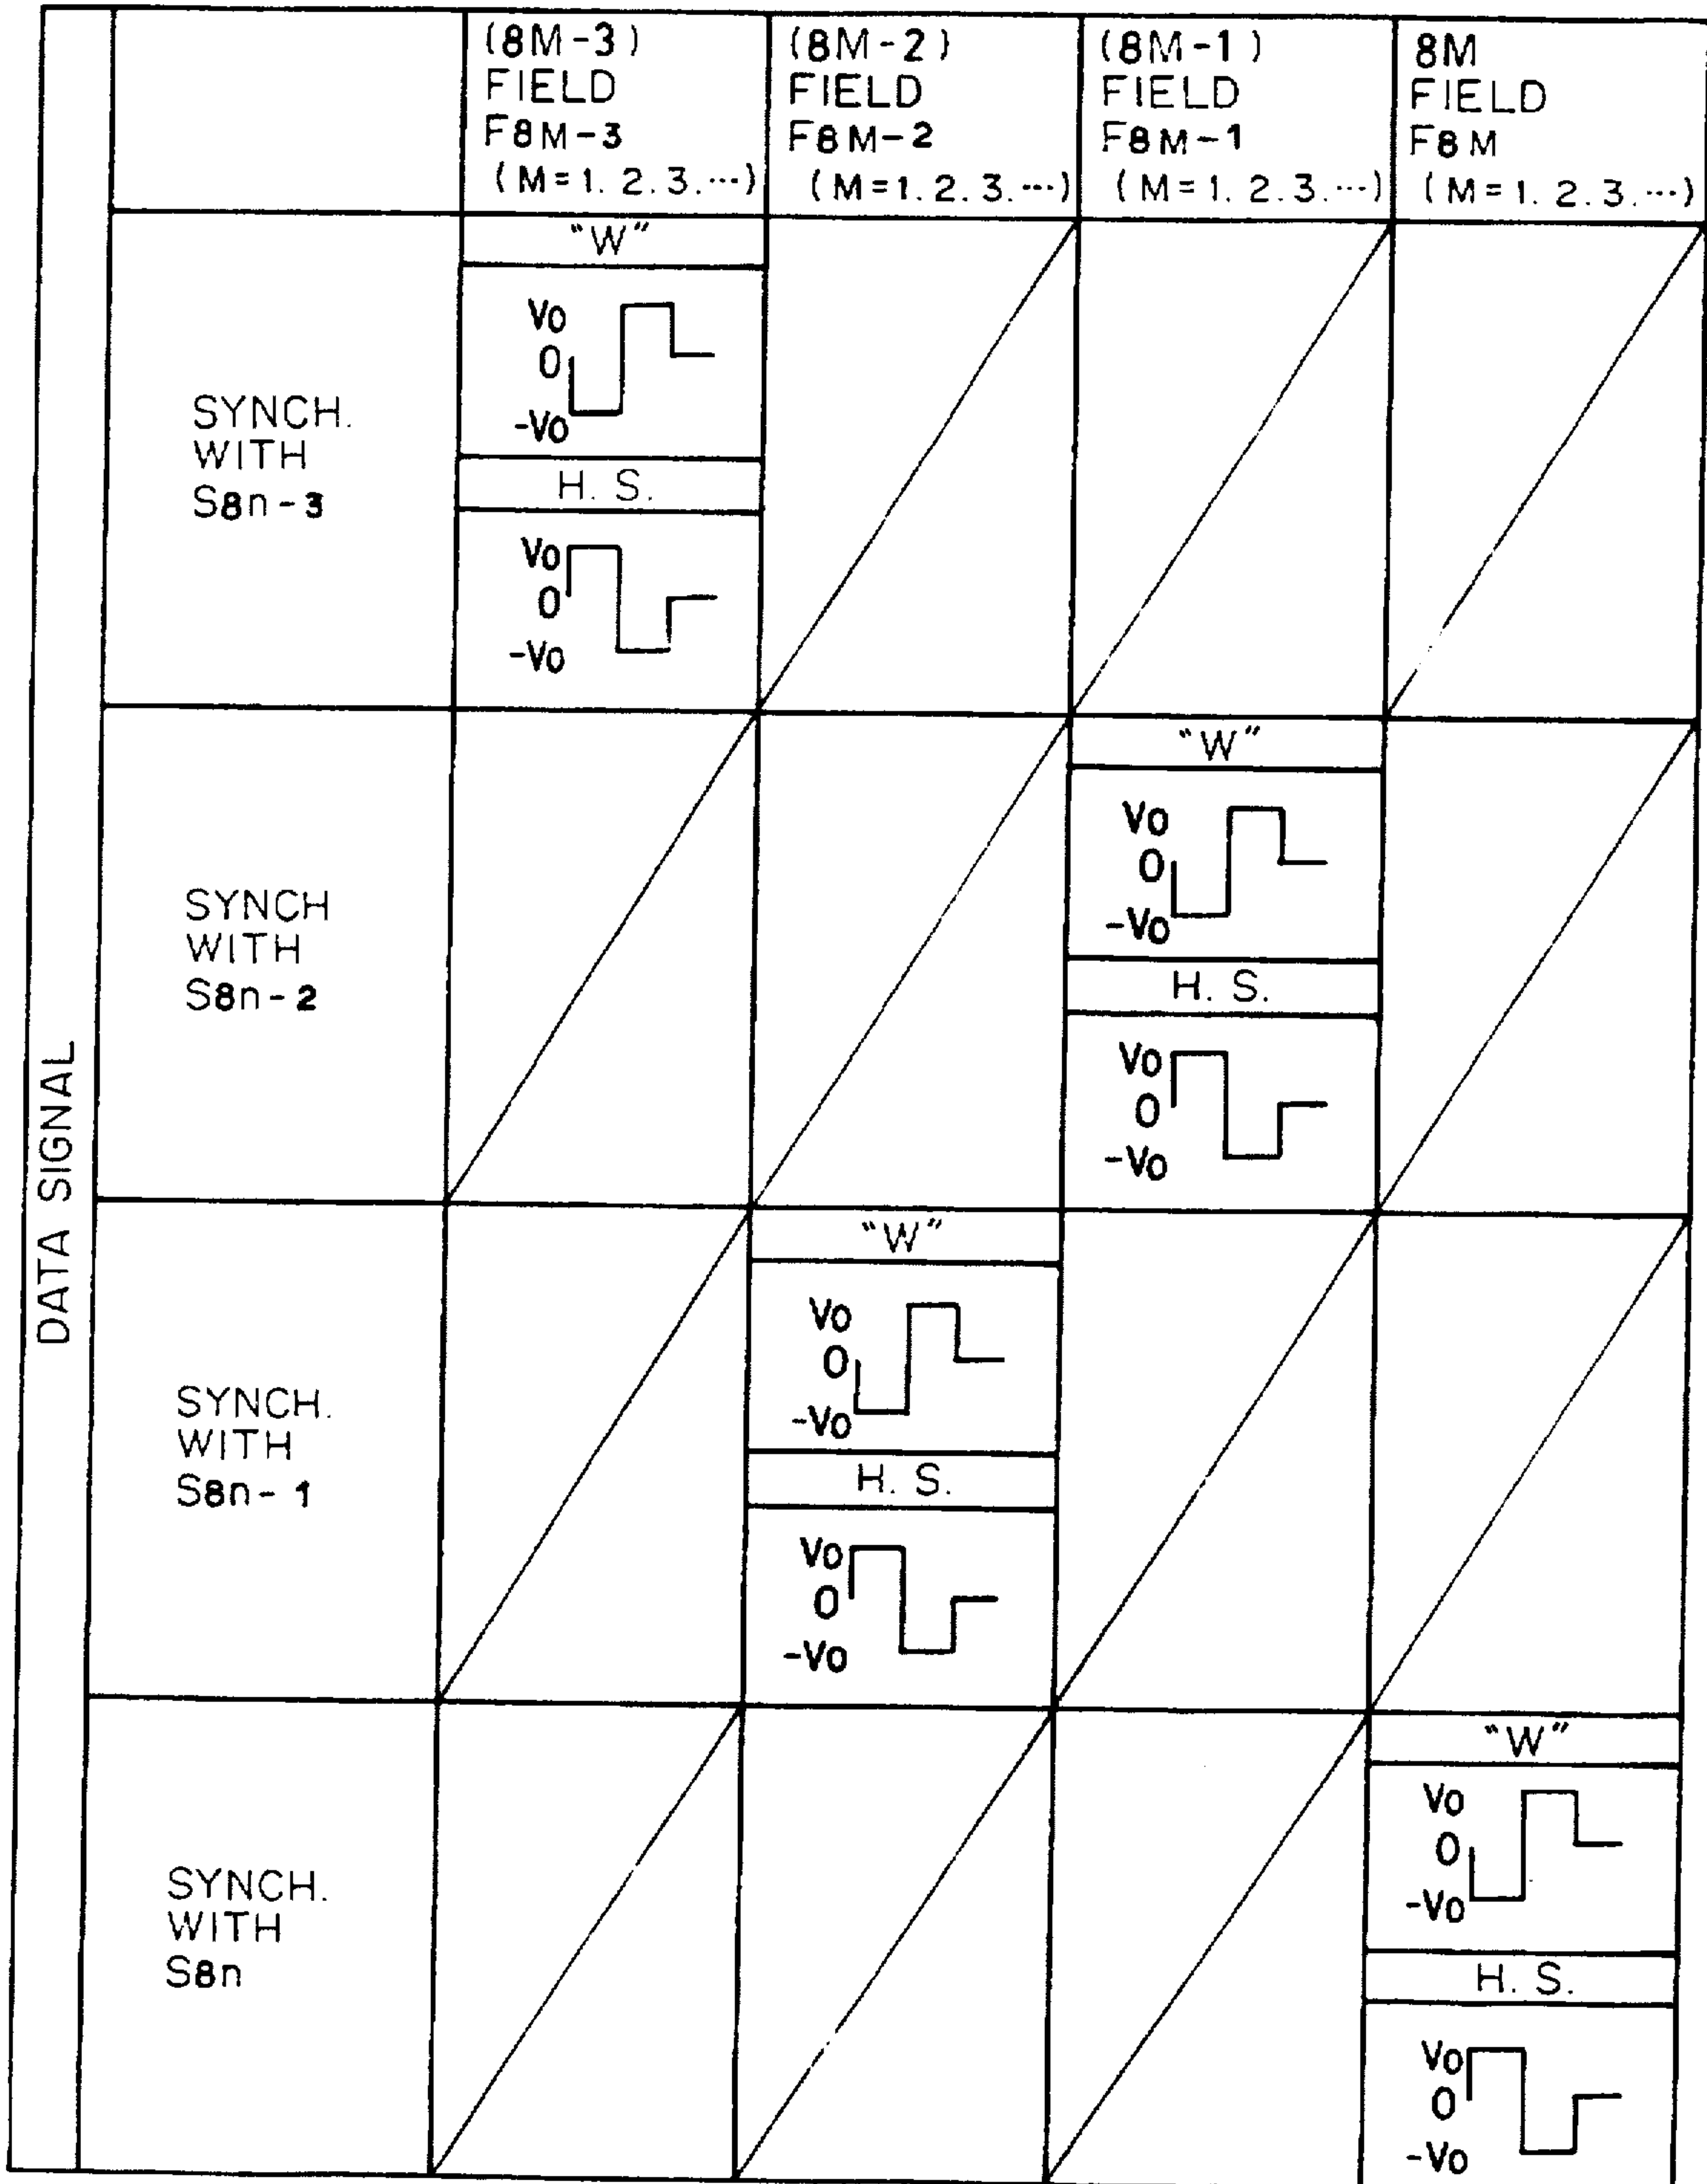 (8M-3)
FIELD
F8M-3
(M=1.2.3.…)
(8M-2)
FIELD
F8M-2
(M=1.2.3.…)
(8M-1)
FIELD
F8M-1
(M=1.2.3.…)
8M
FIELD
F8M
(M=1.2.3.…)
DATA SIGNAL
SYNCH.
WITH
S8n-3
"W"
Vo
0
-Vo
H. S.
Vo
0
-Vo
SYNCH
WITH
S8n-2
"W"
Vo
0
-Vo
H. S.
Vo
0
-Vo
SYNCH.
WITH
S8n-1
"W"
Vo
0
-Vo
H. S.
Vo
0
-Vo
SYNCH.
WITH
S8n
"W"
Vo
0
-Vo
H. S.
Vo
0
-Vo